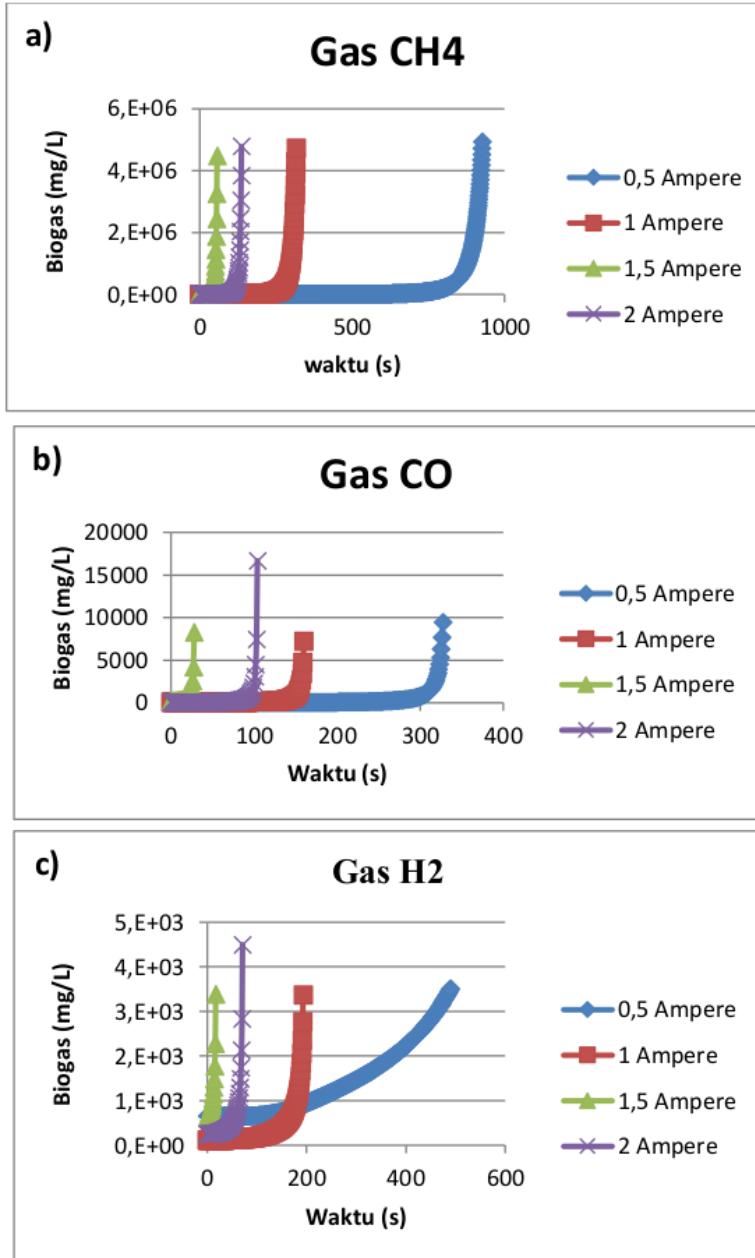 a)
Gas CH4
Biogas (mg/L)
6,E+06
4,E+06
2,E+06
0,E+00
0
500
1000
waktu (s)
0,5 Ampere
1 Ampere
1,5 Ampere
2 Ampere
b)
Gas CO
Biogas (mg/L)
20000
15000
10000
5000
0
0
100
200
300
400
Waktu (s)
0,5 Ampere
1 Ampere
1,5 Ampere
2 Ampere
c)
Gas H2
Biogas (mg/L)
5,E+03
4,E+03
3,E+03
2,E+03
1,E+03
0,E+00
0
200
400
600
Waktu (s)
0,5 Ampere
1 Ampere
1,5 Ampere
2 Ampere